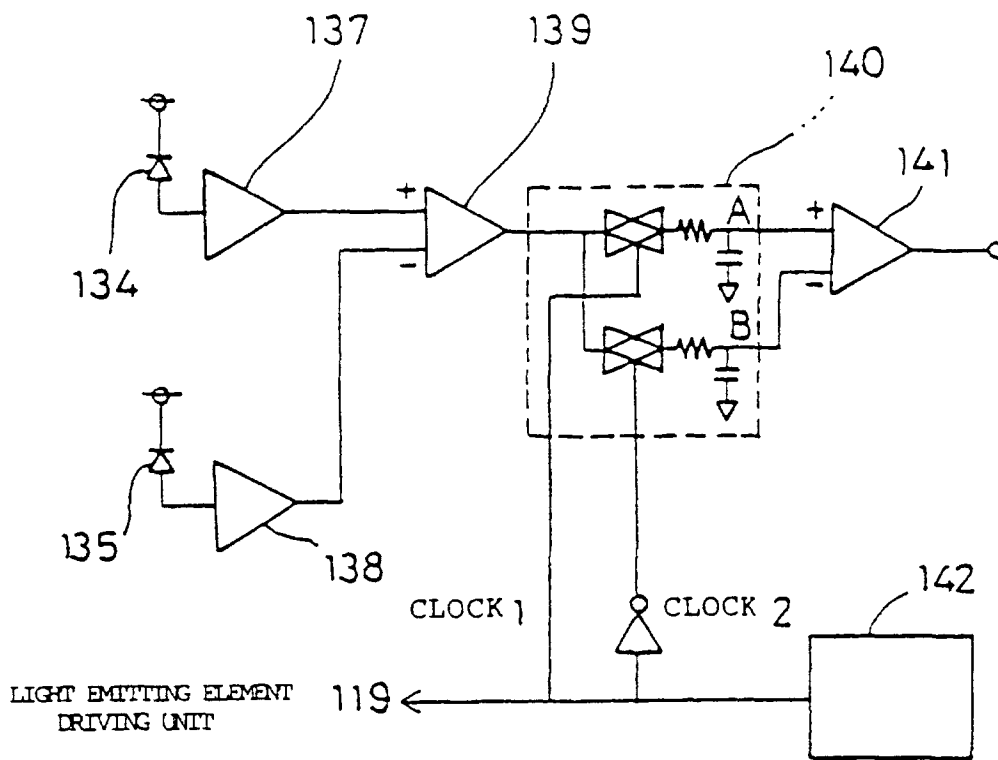 137
139
140
141
134
+
-
A
+
-
B
135
138
CLOCK 1
CLOCK 2
142
LIGHT EMITTING ELEMENT
DRIVING UNIT
119